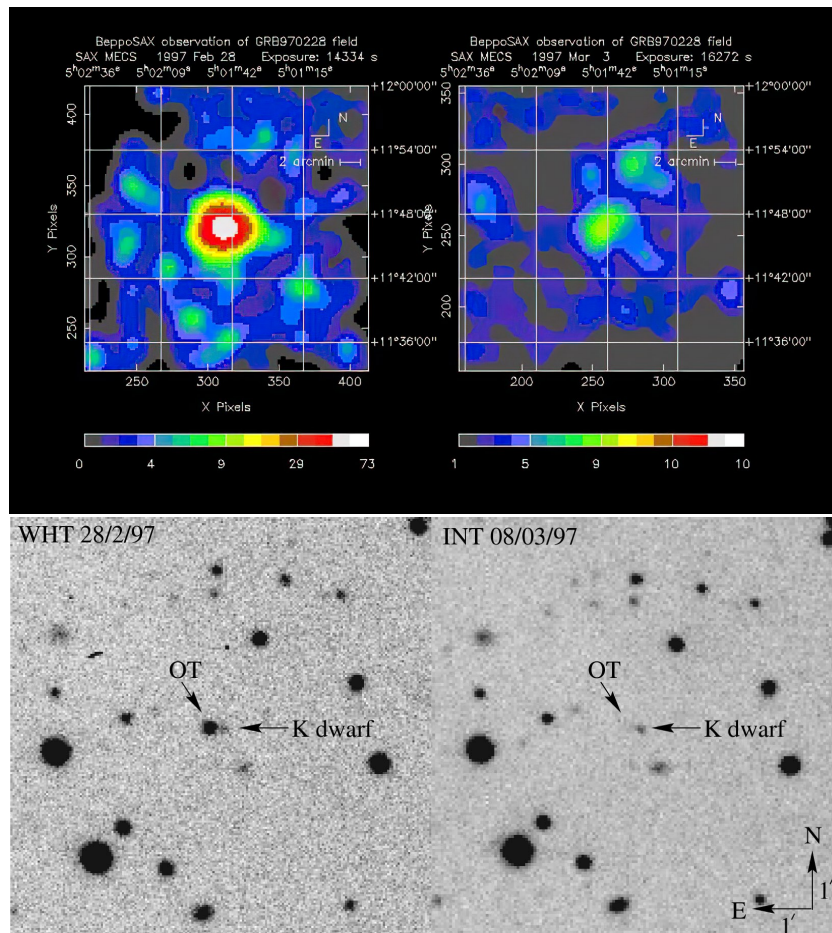 BeppoSAX observation of GRB970228 field
SAX MECS 1997 Feb 28 Exposure: 14334 s
5ʰ02ᵐ36ˢ 5ʰ02ᵐ09ˢ 5ʰ01ᵐ42ˢ 5ʰ01ᵐ15ˢ
+12°00'00"
400
N
E
+11°54'00"
2 arcmin
350
+11°48'00"
Y Pixels
300
+11°42'00"
250
+11°36'00"
250 300 350 400
X Pixels
0 4 9 29 73
BeppoSAX observation of GRB970228 field
SAX MECS 1997 Mar 3 Exposure: 16272 s
5ʰ02ᵐ36ˢ 5ʰ02ᵐ09ˢ 5ʰ01ᵐ42ˢ 5ʰ01ᵐ15ˢ
350
+12°00'00"
N
E
+11°54'00"
300
2 arcmin
+11°48'00"
Y Pixels
250
+11°42'00"
200
+11°36'00"
200 250 300 350
X Pixels
1 5 9 10 10
WHT 28/2/97
OT
K dwarf
INT 08/03/97
OT
K dwarf
N
1′
E
1′